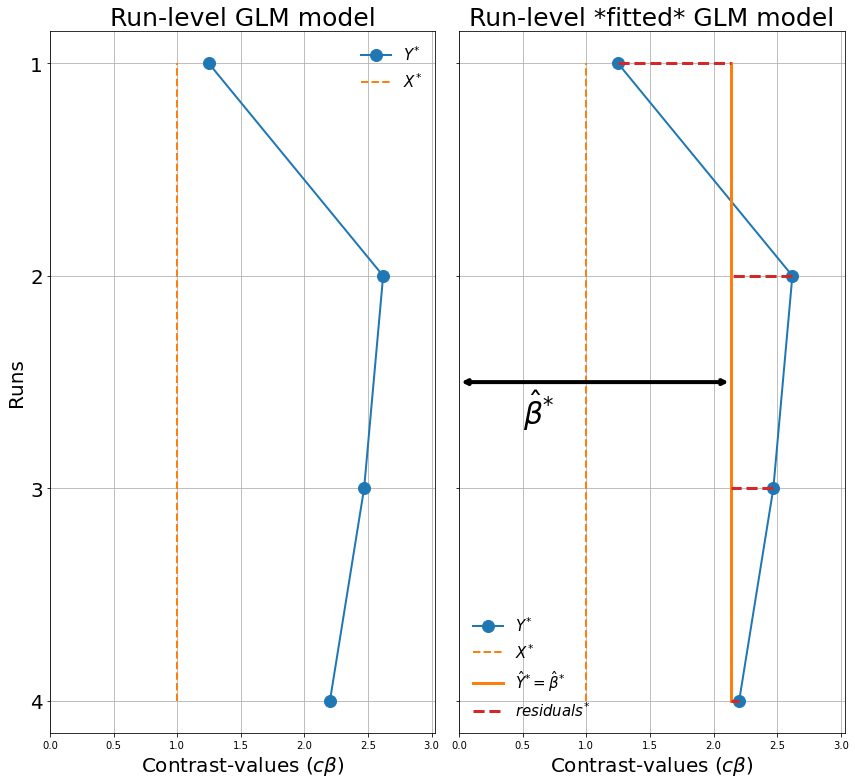 Run-level GLM model
Y*
X*
1
2
3
4
Runs
0.0 0.5 1.0 1.5 2.0 2.5 3.0
Contrast-values (cβ)
Run-level *fitted* GLM model
β̂*
Y*
X*
Ŷ* = β̂*
residuals*
0.0 0.5 1.0 1.5 2.0 2.5 3.0
Contrast-values (cβ)